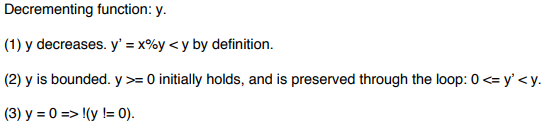 Decrementing function: y.
(1) y decreases. y' = x%y < y by definition.
(2) y is bounded. y >= 0 initially holds, and is preserved through the loop: 0 <= y' < y.
(3) y = 0 => !(y != 0).